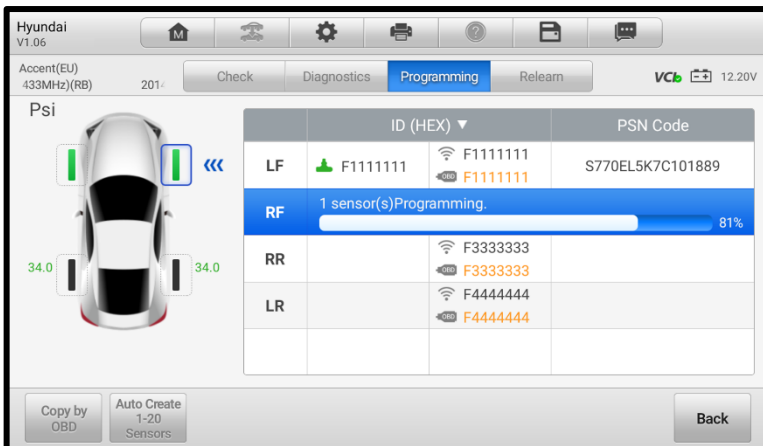 Hyundai
V1.06
M
?
Accent(EU)
433MHz)(RB) 201
Check Diagnostics Programming Relearn
VCI 12.20V
Psi
ID (HEX) ▼ PSN Code
LF F1111111 F1111111 S770EL5K7C101889
OBD F1111111
RF 1 sensor(s)Programming.
81%
RR F3333333
OBD F3333333
34.0 34.0
LR F4444444
OBD F4444444
Copy by
OBD
Auto Create
1-20
Sensors
Back